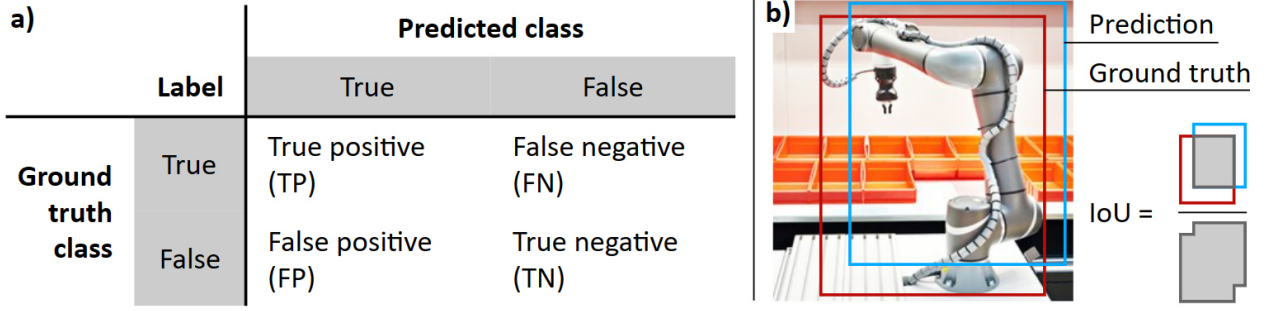 a)
Predicted class
Label
True
False
Ground
truth
class
True
True positive
(TP)
False negative
(FN)
False
False positive
(FP)
True negative
(TN)
b)
Prediction
Ground truth
IoU =